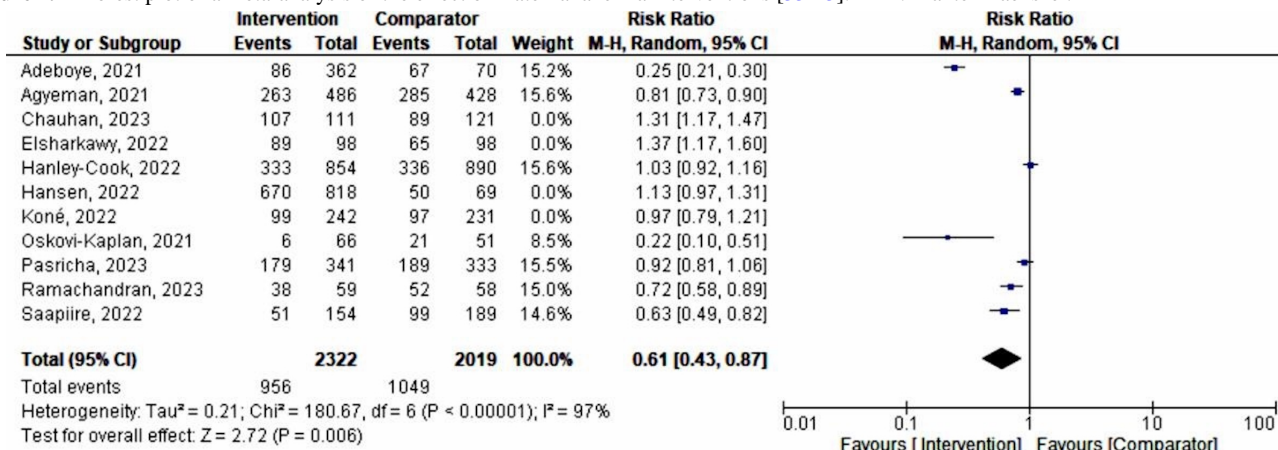 Intervention Comparator Risk Ratio Risk Ratio
Study or Subgroup Events Total Events Total Weight M-H, Random, 95% CI M-H, Random, 95% CI
Adeboye, 2021 86 362 67 70 15.2% 0.25 [0.21, 0.30]
Agyeman, 2021 263 486 285 428 15.6% 0.81 [0.73, 0.90]
Chauhan, 2023 107 111 89 121 0.0% 1.31 [1.17, 1.47]
Elsharkawy, 2022 89 98 65 98 0.0% 1.37 [1.17, 1.60]
Hanley-Cook, 2022 333 854 336 890 15.6% 1.03 [0.92, 1.16]
Hansen, 2022 670 818 50 69 0.0% 1.13 [0.97, 1.31]
Koné, 2022 99 242 97 231 0.0% 0.97 [0.79, 1.21]
Oskovi-Kaplan, 2021 6 66 21 51 8.5% 0.22 [0.10, 0.51]
Pasricha, 2023 179 341 189 333 15.5% 0.92 [0.81, 1.06]
Ramachandran, 2023 38 59 52 58 15.0% 0.72 [0.58, 0.89]
Saapiire, 2022 51 154 99 189 14.6% 0.63 [0.49, 0.82]
Total (95% CI) 2322 2019 100.0% 0.61 [0.43, 0.87]
Total events 956 1049
Heterogeneity: Tau² = 0.21; Chi² = 180.67, df = 6 (P < 0.00001); I² = 97%
Test for overall effect: Z = 2.72 (P = 0.006)
0.01 0.1 1 10 100
Favours [Intervention] Favours [Comparator]